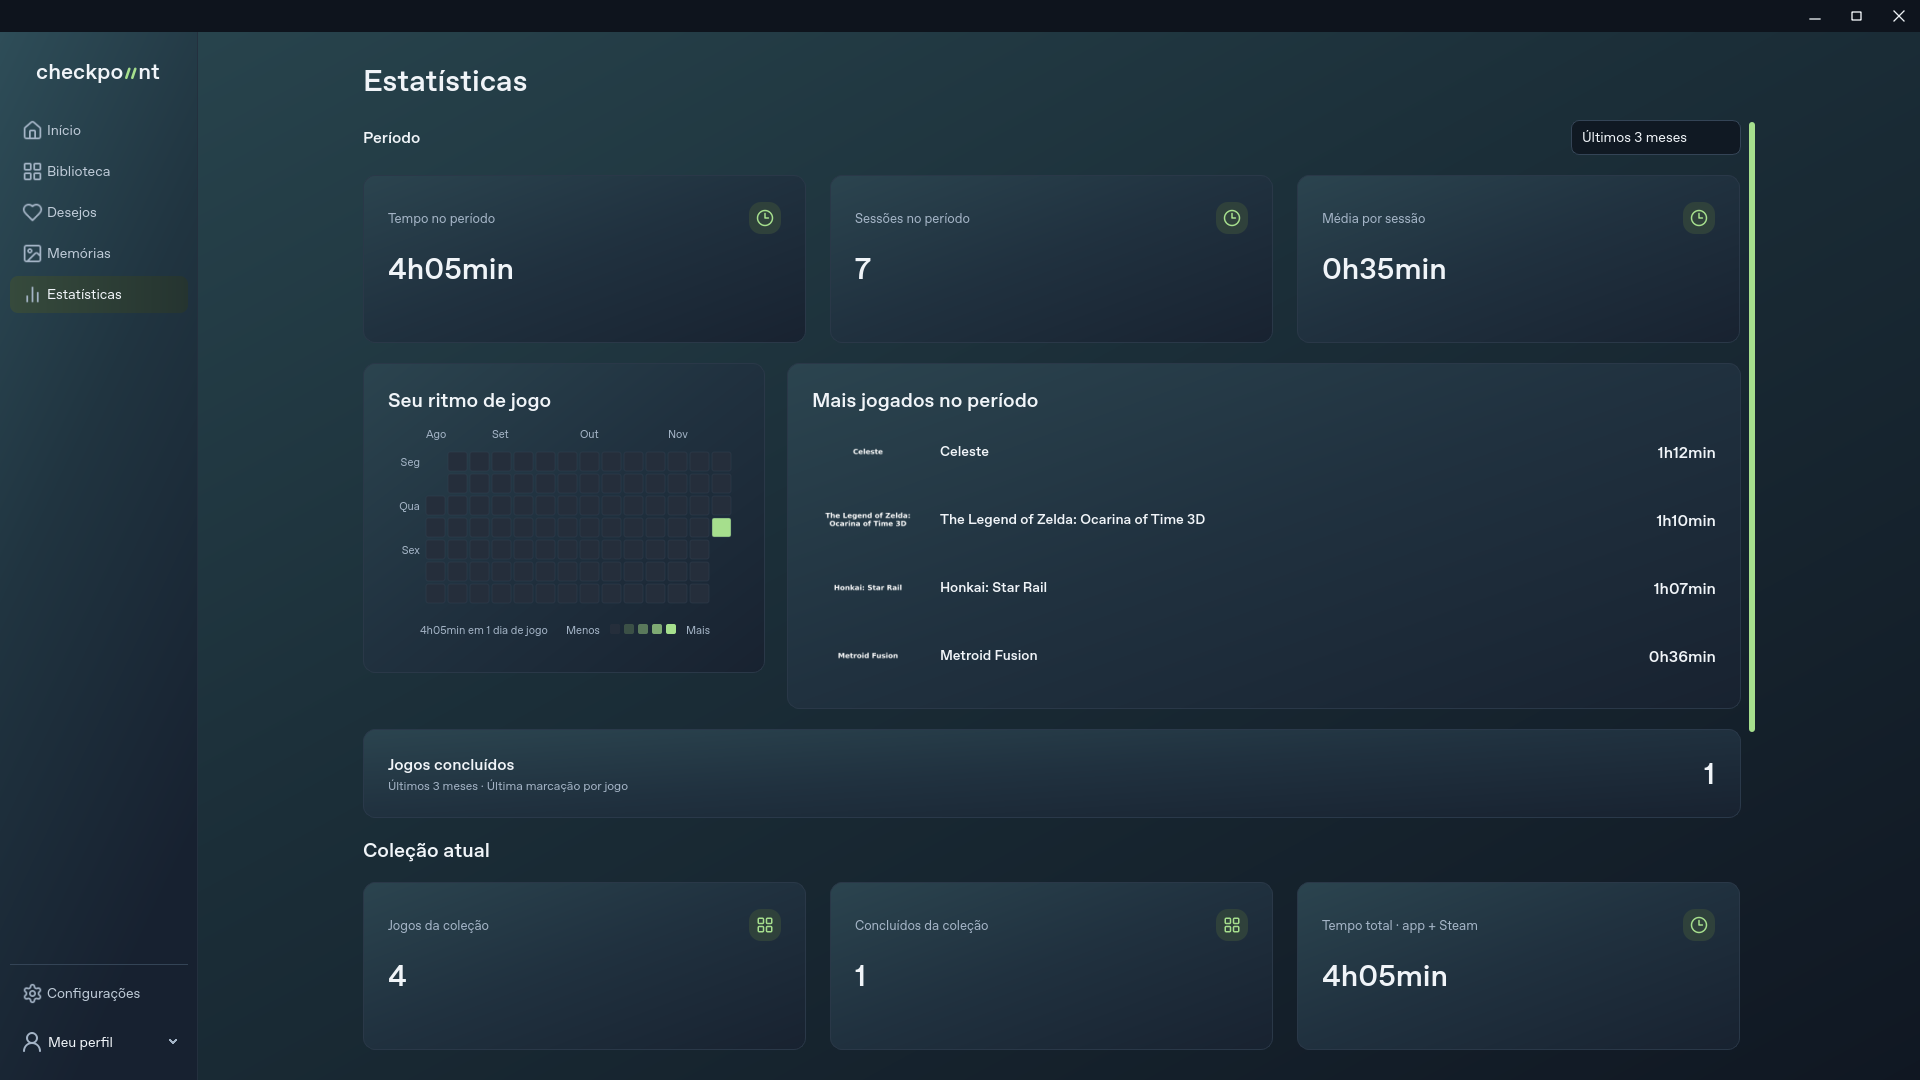 checkpo//nt
Início
Biblioteca
Desejos
Memórias
Estatísticas
Configurações
Meu perfil
Estatísticas
Período
Últimos 3 meses
Tempo no período
4h05min
Sessões no período
7
Média por sessão
0h35min
Seu ritmo de jogo
Ago Set Out Nov
Seg
Qua
Sex
4h05min em 1 dia de jogo Menos Mais
Mais jogados no período
Celeste
Celeste
1h12min
The Legend of Zelda:
Ocarina of Time 3D
The Legend of Zelda: Ocarina of Time 3D
1h10min
Honkai: Star Rail
Honkai: Star Rail
1h07min
Metroid Fusion
Metroid Fusion
0h36min
Jogos concluídos
Últimos 3 meses · Última marcação por jogo
1
Coleção atual
Jogos da coleção
4
Concluídos da coleção
1
Tempo total · app + Steam
4h05min